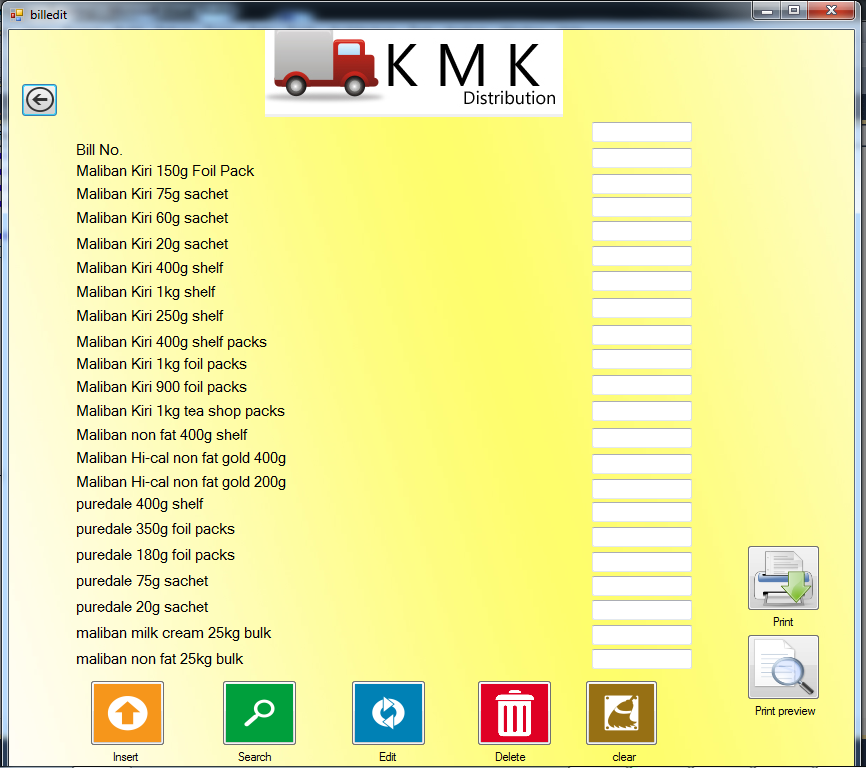 billedit
K M K
Distribution
Bill No.
Maliban Kiri 150g Foil Pack
Maliban Kiri 75g sachet
Maliban Kiri 60g sachet
Maliban Kiri 20g sachet
Maliban Kiri 400g shelf
Maliban Kiri 1kg shelf
Maliban Kiri 250g shelf
Maliban Kiri 400g shelf packs
Maliban Kiri 1kg foil packs
Maliban Kiri 900 foil packs
Maliban Kiri 1kg tea shop packs
Maliban non fat 400g shelf
Maliban Hi-cal non fat gold 400g
Maliban Hi-cal non fat gold 200g
puredale 400g shelf
puredale 350g foil packs
puredale 180g foil packs
puredale 75g sachet
puredale 20g sachet
maliban milk cream 25kg bulk
maliban non fat 25kg bulk
Print
Print preview
Insert
Search
Edit
Delete
clear